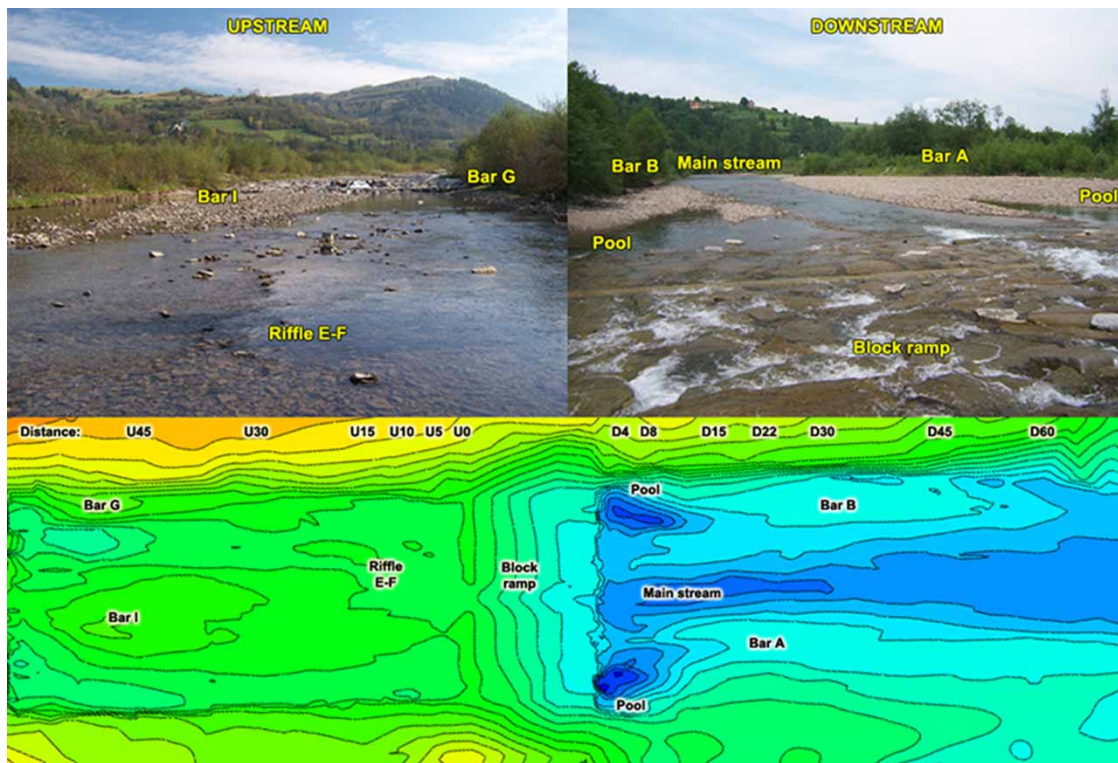 UPSTREAM
Bar I
Bar G
Riffle E-F
DOWNSTREAM
Bar B
Main stream
Bar A
Pool
Pool
Block ramp
Distance: U45 U30 U15 U10 U5 U0 D4 D8 D15 D22 D30 D45 D60
Bar G
Pool
Bar B
Riffle
E-F
Block
ramp
Main stream
Bar I
Bar A
Pool